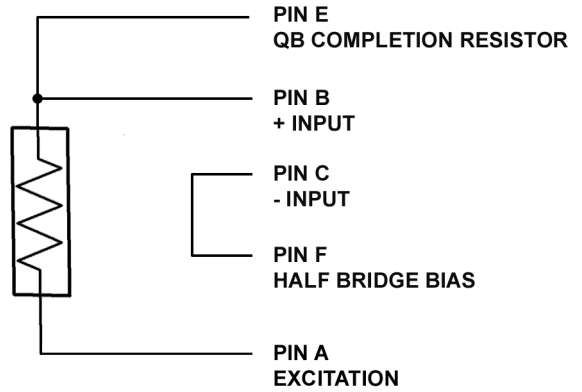 PIN E
QB COMPLETION RESISTOR
PIN B
+ INPUT
PIN C
- INPUT
PIN F
HALF BRIDGE BIAS
PIN A
EXCITATION